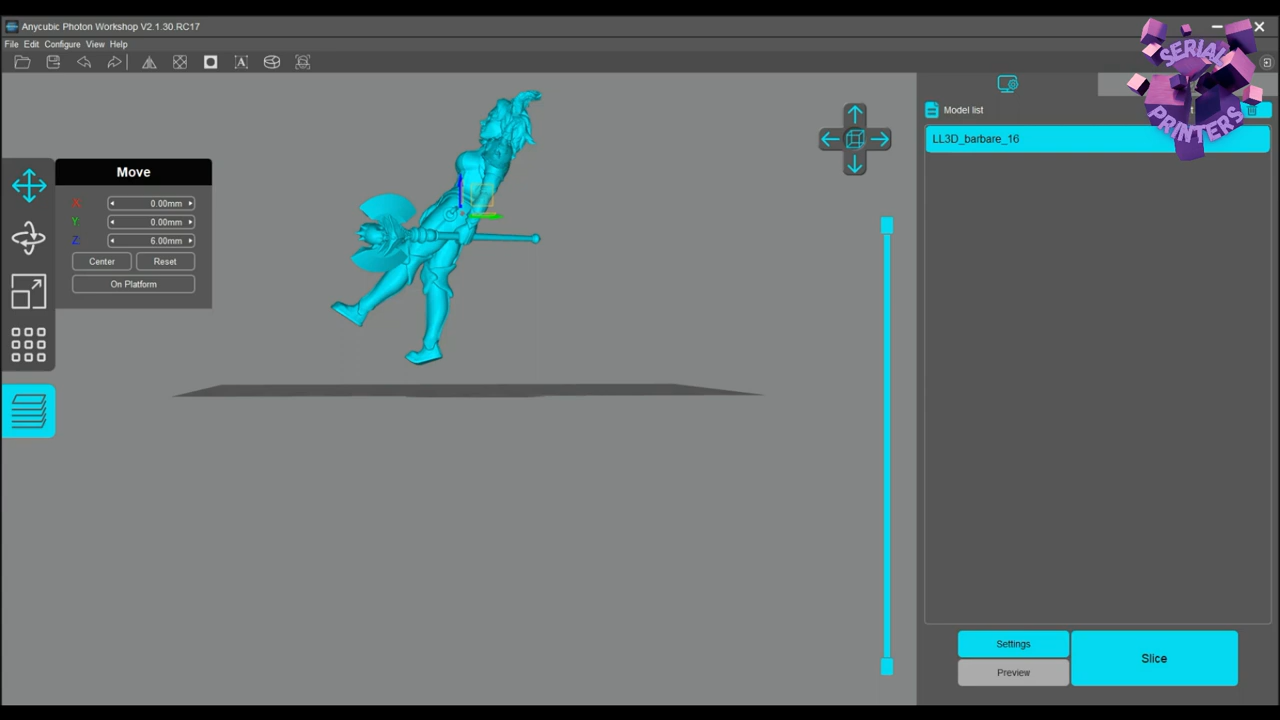 Anycubic Photon Workshop V2.1.30.RC17
File Edit Configure View Help
SERIAL
PRINTERS
A
Model list
LL3D_barbare_16
Move
X: 0.00mm
Y: 0.00mm
Z: 6.00mm
Center Reset
On Platform
Settings
Slice
Preview